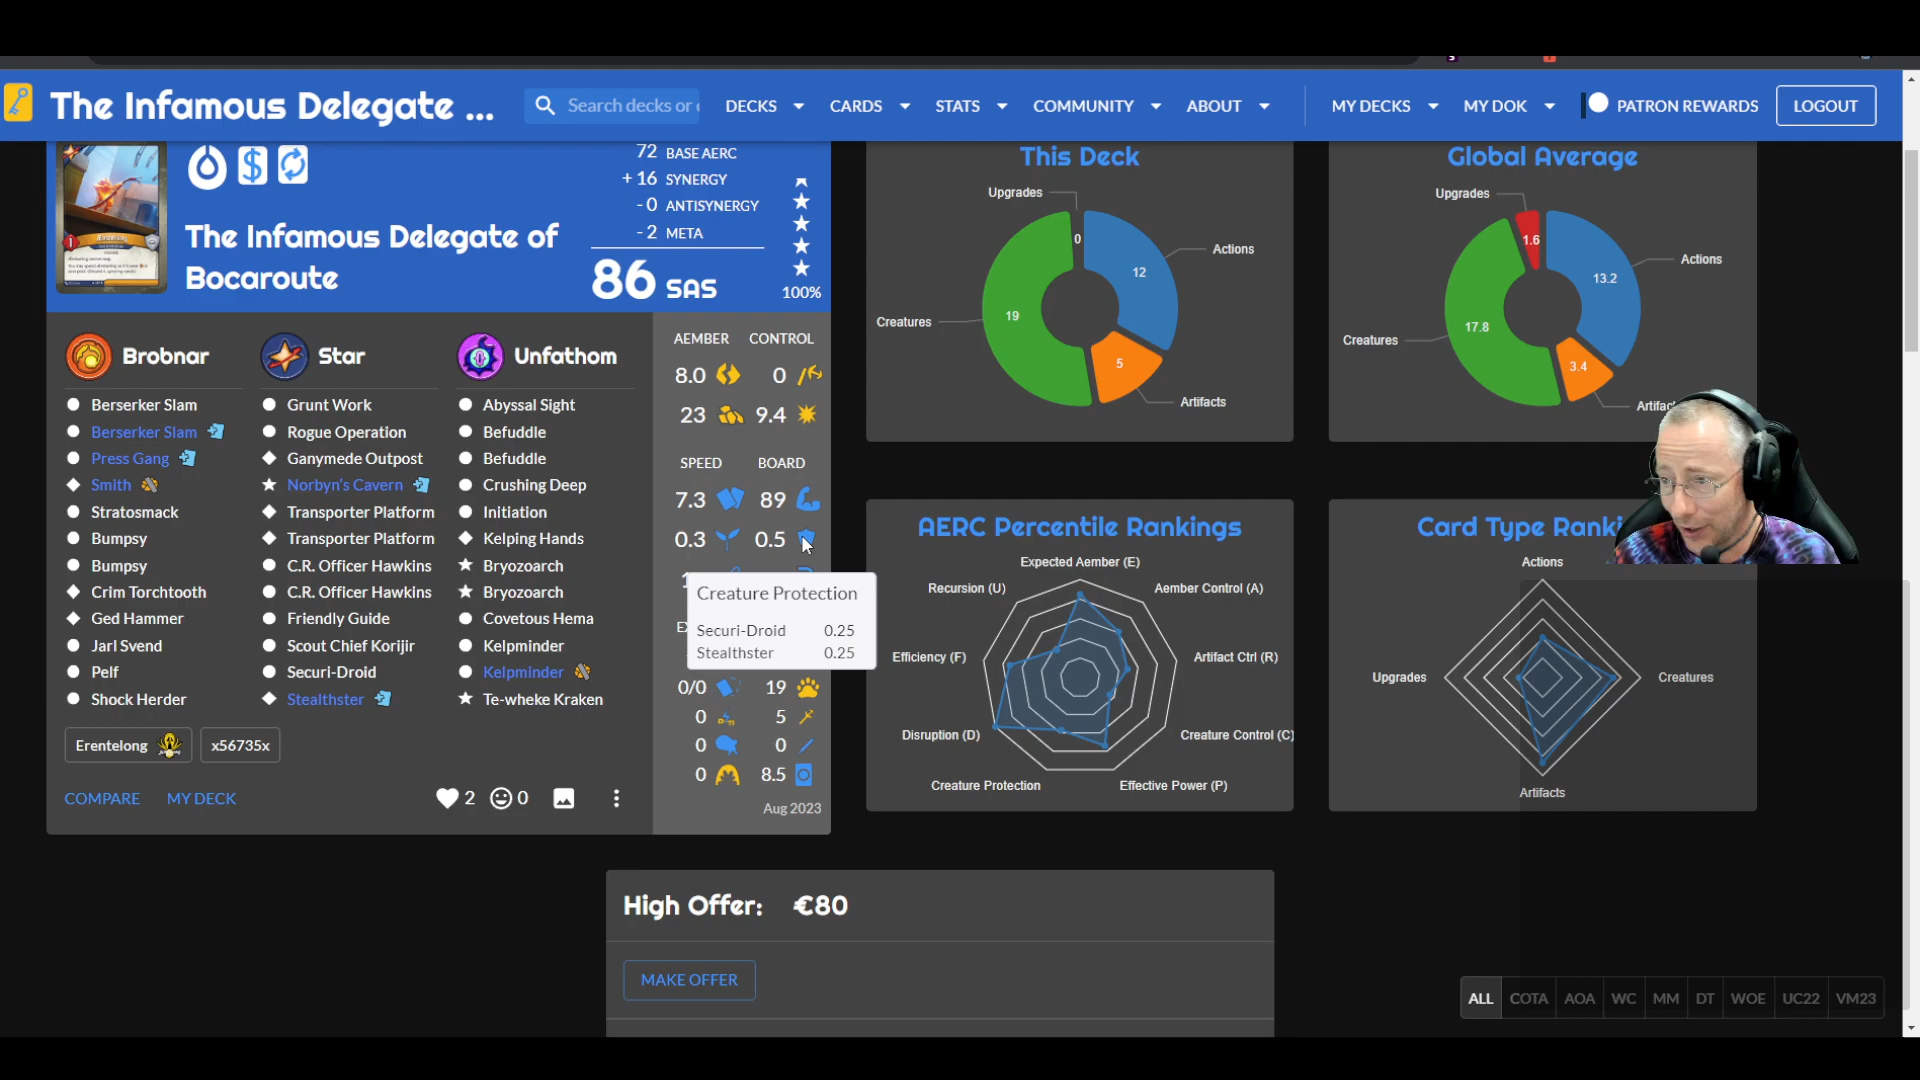 The Infamous Delegate ...
Search decks or
DECKS
CARDS
STATS
COMMUNITY
ABOUT
MY DECKS
MY DOK
PATRON REWARDS
LOGOUT
72 BASE AERC
+ 16 SYNERGY
- 0 ANTISYNERGY
- 2 META
86 SAS
100%
The Infamous Delegate of
Bocaroute
Brobnar
Berserker Slam
Berserker Slam
Press Gang
Smith
Stratosmack
Bumpsy
Bumpsy
Crim Torchtooth
Ged Hammer
Jarl Svend
Pelf
Shock Herder
Star
Grunt Work
Rogue Operation
Ganymede Outpost
Norbyn's Cavern
Transporter Platform
Transporter Platform
C.R. Officer Hawkins
C.R. Officer Hawkins
Friendly Guide
Scout Chief Korijir
Securi-Droid
Stealthster
Unfathom
Abyssal Sight
Befuddle
Befuddle
Crushing Deep
Initiation
Kelping Hands
Bryozoarch
Bryozoarch
Covetous Hema
Kelpminder
Kelpminder
Te-wheke Kraken
Erentelong
x56735x
COMPARE
MY DECK
2
0
AEMBER CONTROL
8.0 0
23 9.4
SPEED BOARD
7.3 89
0.3 0.5
Creature Protection
Securi-Droid 0.25
Stealthster 0.25
0/0 19
0 5
0 0
0 8.5
Aug 2023
This Deck
Upgrades
0
Actions
12
Creatures
19
5
Artifacts
Global Average
Upgrades
1.6
Actions
13.2
Creatures
17.8
3.4
AERC Percentile Rankings
Expected Aember (E)
Recursion (U)
Aember Control (A)
Efficiency (F)
Artifact Ctrl (R)
Disruption (D)
Creature Control (C)
Creature Protection
Effective Power (P)
Card Type
Actions
Upgrades
Creatures
Artifacts
High Offer: €80
MAKE OFFER
ALL
COTA
AOA
WC
MM
DT
WOE
UC22
VM23